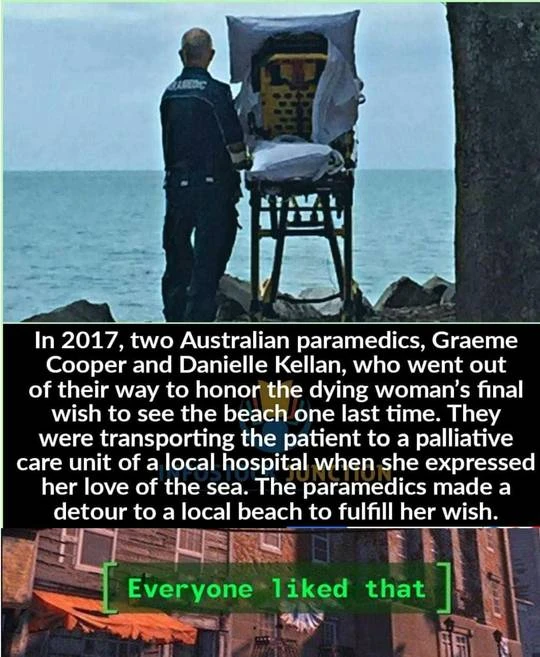 PARAMEDIC
In 2017, two Australian paramedics, Graeme
Cooper and Danielle Kellan, who went out
of their way to honor the dying woman's final
wish to see the beach one last time. They
were transporting the patient to a palliative
care unit of a local hospital when she expressed
INFUSTOUR JUNCTION
her love of the sea. The paramedics made a
detour to a local beach to fulfill her wish.
[Everyone liked that]